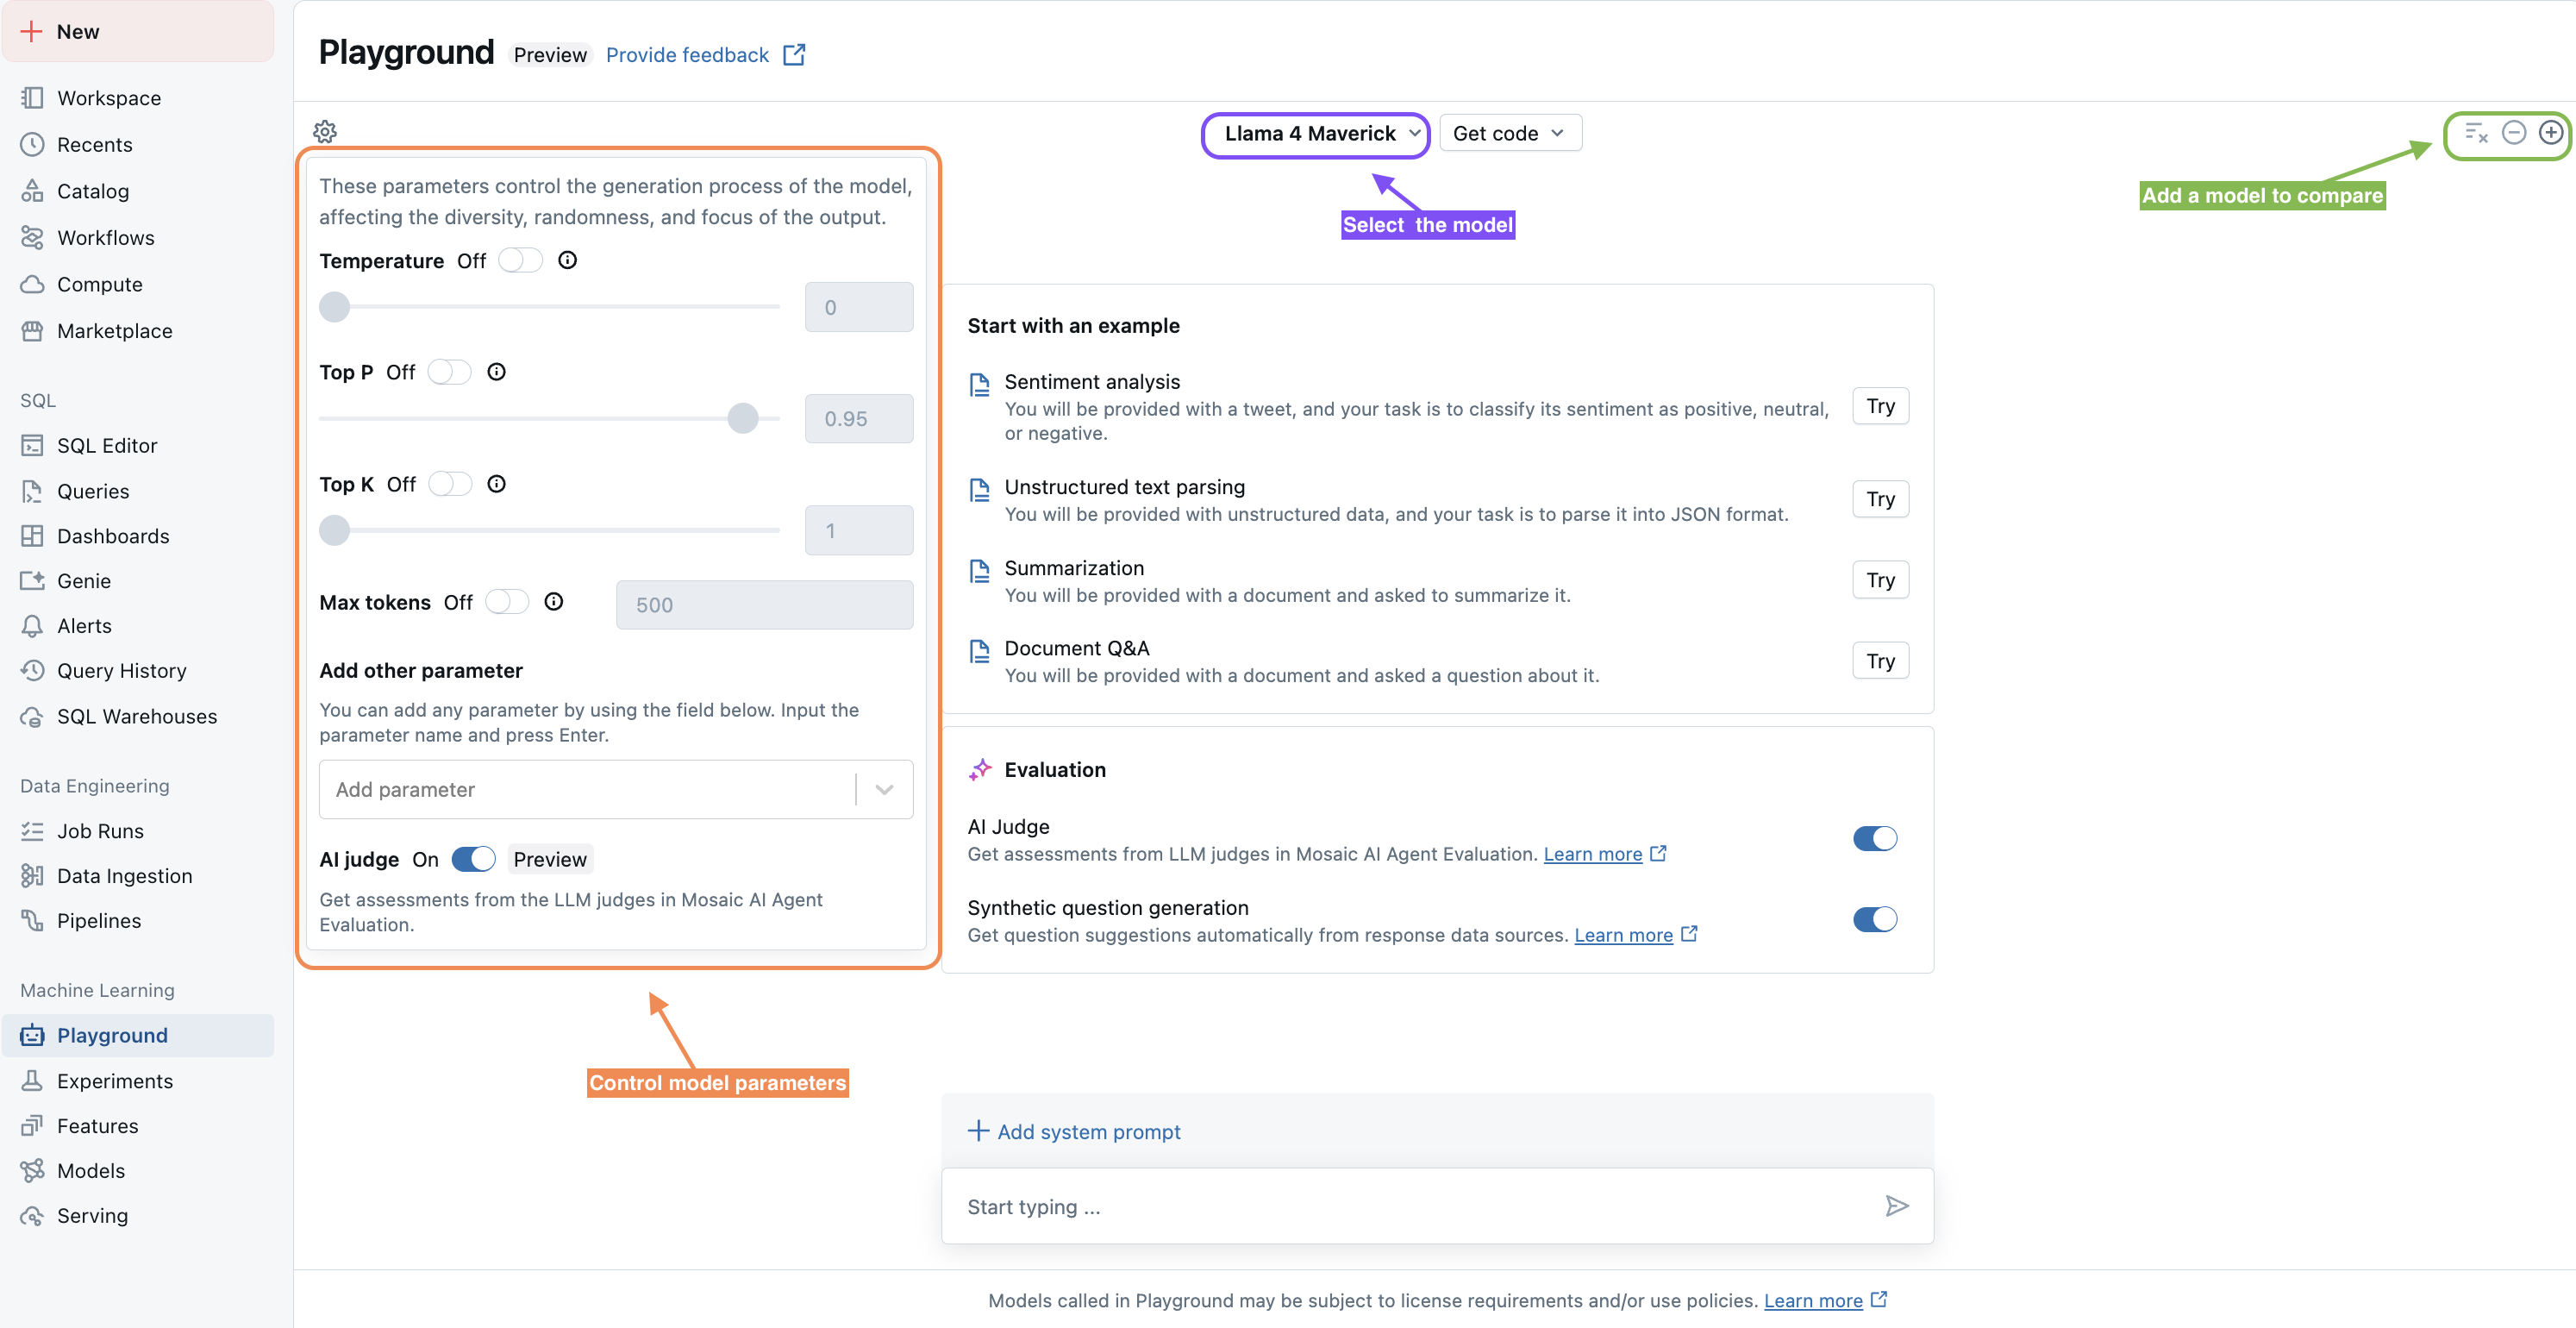 New
Workspace
Recents
Catalog
Workflows
Compute
Marketplace
SQL
SQL Editor
Queries
Dashboards
Genie
Alerts
Query History
SQL Warehouses
Data Engineering
Job Runs
Data Ingestion
Pipelines
Machine Learning
Playground
Experiments
Features
Models
Serving
Playground Preview Provide feedback
Llama 4 Maverick Get code
Select  the model
Add a model to compare
These parameters control the generation process of the model,
affecting the diversity, randomness, and focus of the output.
Temperature Off
0
Top P Off
0.95
Top K Off
1
Max tokens Off 500
Add other parameter
You can add any parameter by using the field below. Input the
parameter name and press Enter.
Add parameter
AI judge On Preview
Get assessments from the LLM judges in Mosaic AI Agent
Evaluation.
Control model parameters
Start with an example
Sentiment analysis
You will be provided with a tweet, and your task is to classify its sentiment as positive, neutral,
or negative.
Try
Unstructured text parsing
You will be provided with unstructured data, and your task is to parse it into JSON format.
Try
Summarization
You will be provided with a document and asked to summarize it.
Try
Document Q&A
You will be provided with a document and asked a question about it.
Try
Evaluation
AI Judge
Get assessments from LLM judges in Mosaic AI Agent Evaluation. Learn more
Synthetic question generation
Get question suggestions automatically from response data sources. Learn more
Add system prompt
Start typing ...
Models called in Playground may be subject to license requirements and/or use policies. Learn more